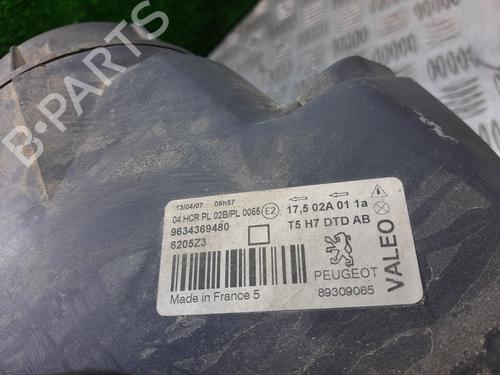 B-PARTS
13/04/07 09h57
04 HCR PL 02B/PL 0055 E2 17,5 02A 01 1a
9634369480 T5 H7 DTD AB
6205Z3
PEUGEOT
VALEO
Made in France 5 89309085